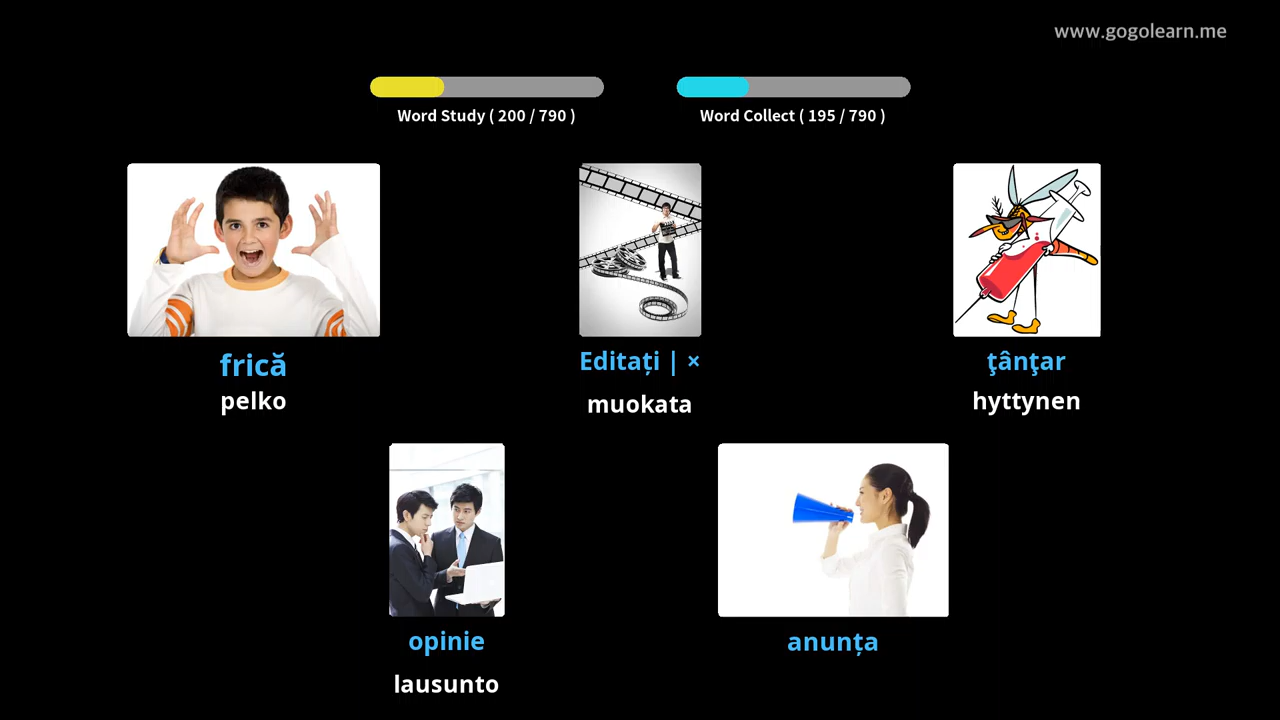 www.gogolearn.me
Word Study ( 200 / 790 )
Word Collect ( 195 / 790 )
frică
pelko
Editați | ×
muokata
ţânţar
hyttynen
opinie
lausunto
anunța